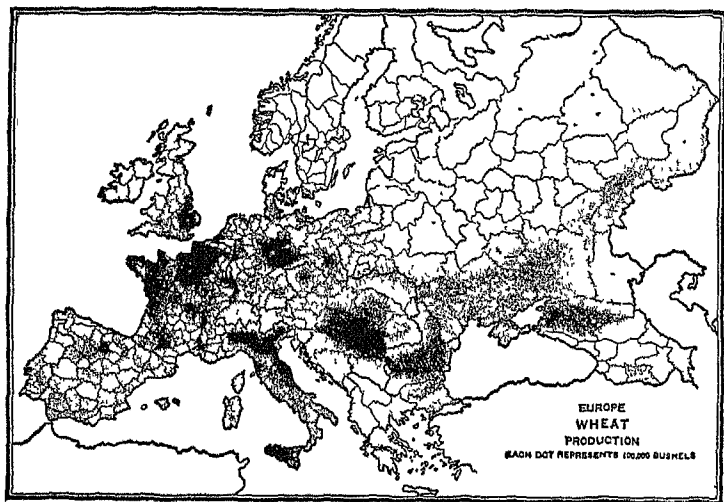 EUROPE
WHEAT
PRODUCTION
EACH DOT REPRESENTS 100,000 BUSHELS